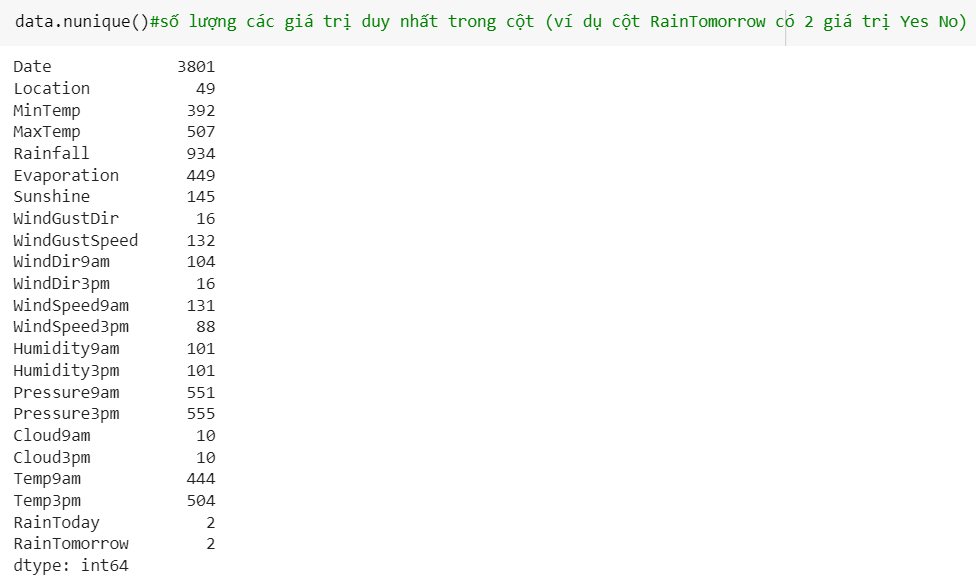 data.nunique()#số lượng các giá trị duy nhất trong cột (ví dụ cột RainTomorrow có 2 giá trị Yes No)
Date 3801
Location 49
MinTemp 392
MaxTemp 507
Rainfall 934
Evaporation 449
Sunshine 145
WindGustDir 16
WindGustSpeed 132
WindDir9am 104
WindDir3pm 16
WindSpeed9am 131
WindSpeed3pm 88
Humidity9am 101
Humidity3pm 101
Pressure9am 551
Pressure3pm 555
Cloud9am 10
Cloud3pm 10
Temp9am 444
Temp3pm 504
RainToday 2
RainTomorrow 2
dtype: int64